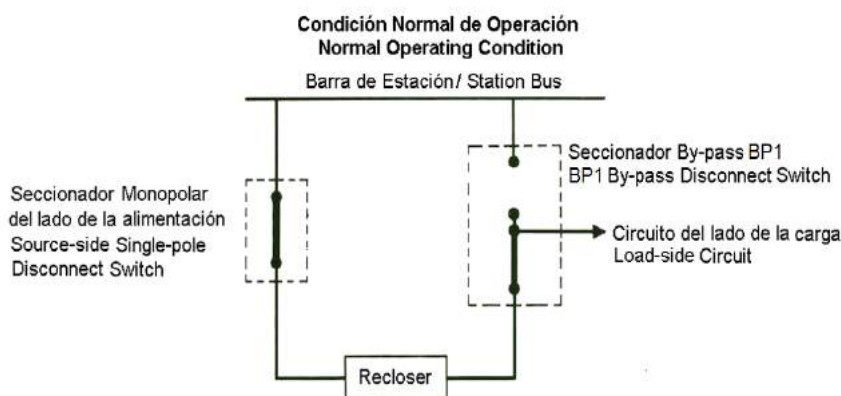 Condición Normal de Operación
Normal Operating Condition
Barra de Estación/ Station Bus
Seccionador By-pass BP1
BP1 By-pass Disconnect Switch
Seccionador Monopolar
del lado de la alimentación
Source-side Single-pole
Disconnect Switch
Circuito del lado de la carga
Load-side Circuit
Recloser